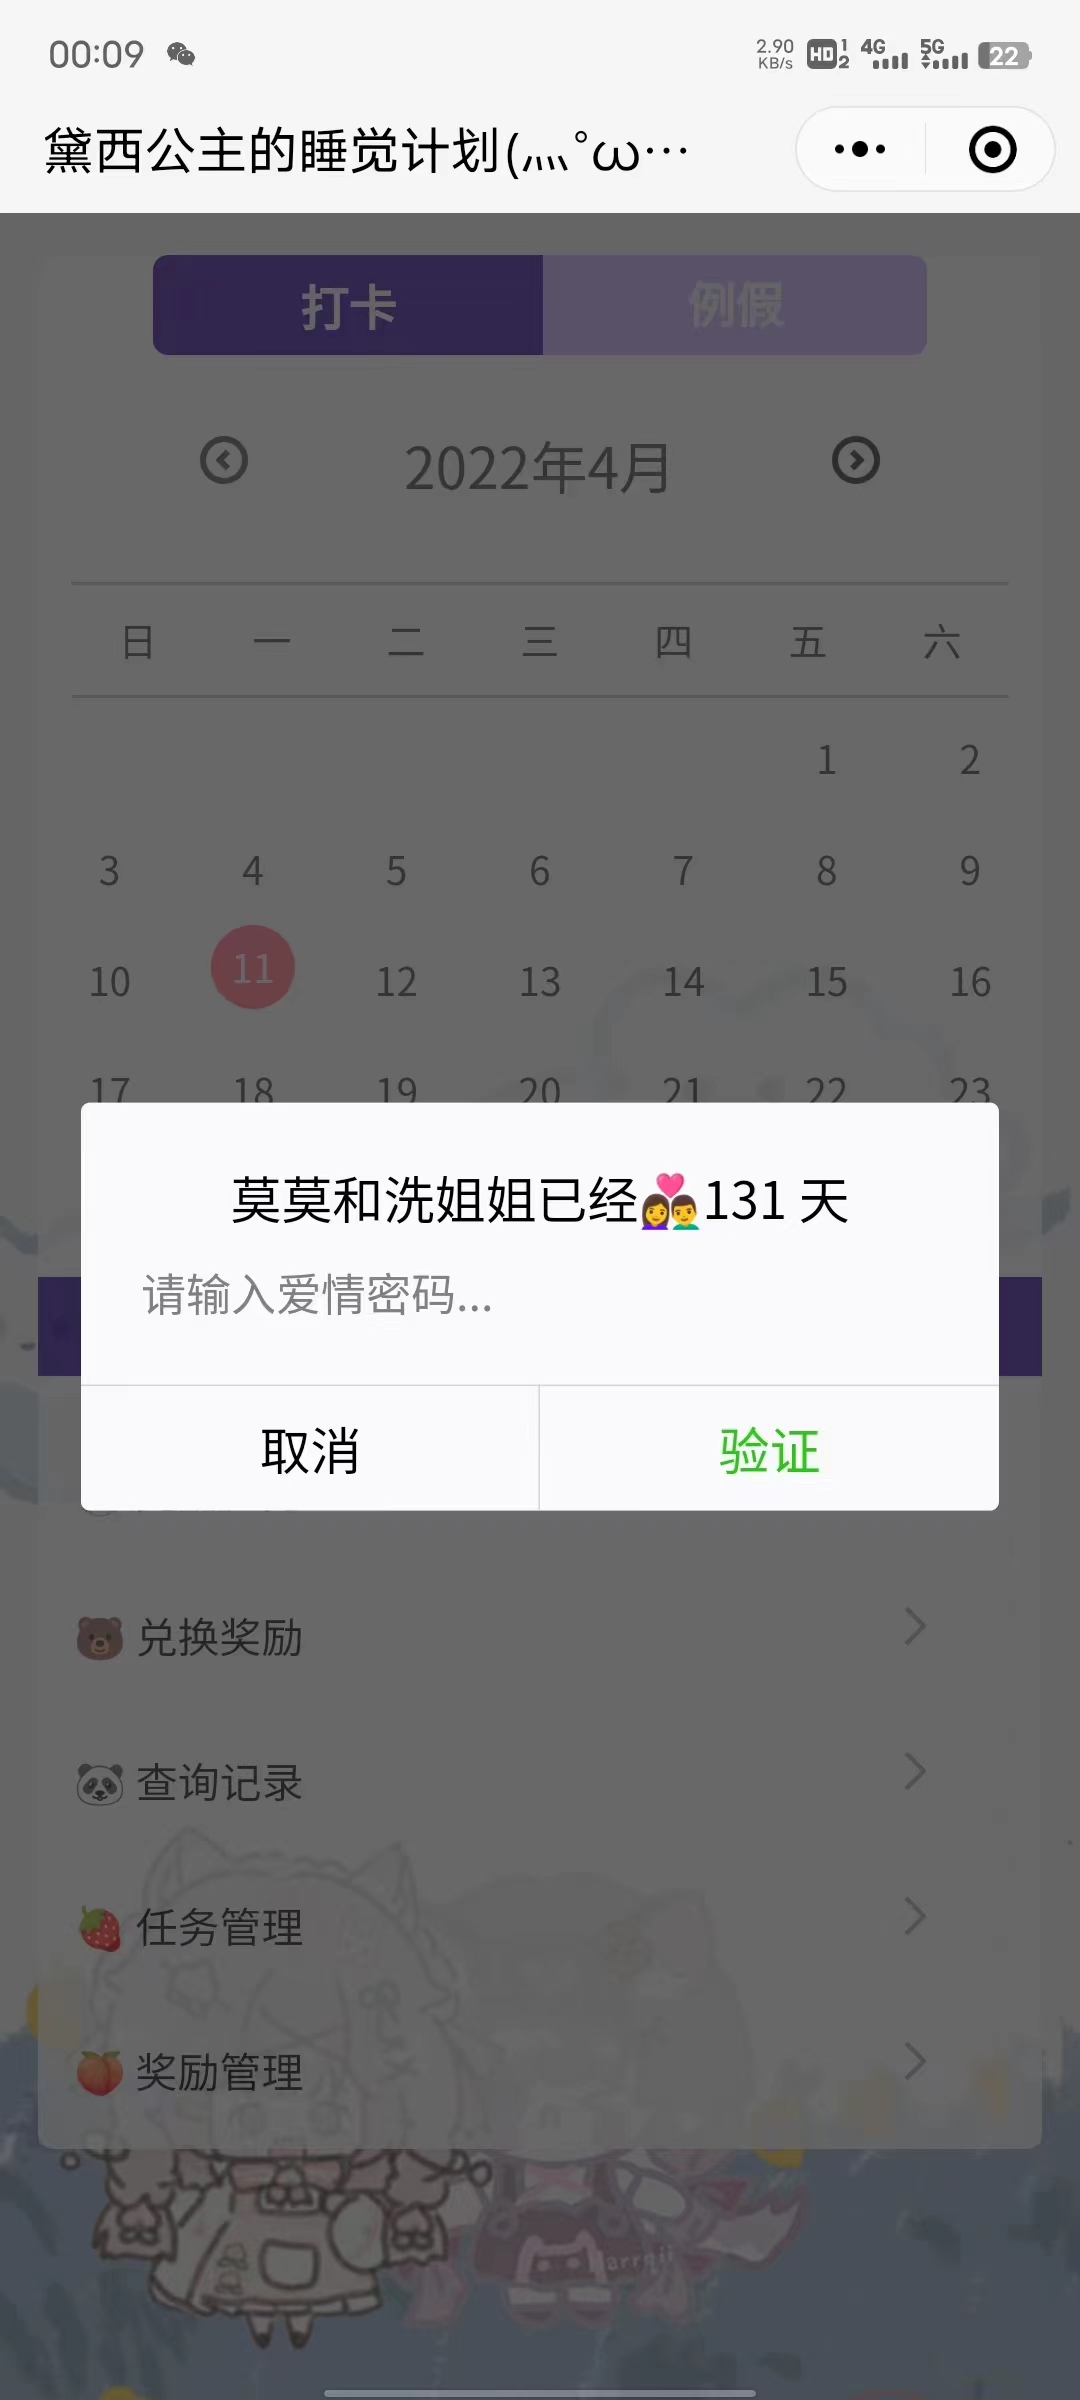 00:09 2.90 KB/s HD 1 2 4G 5G 22
黛西公主的睡觉计划(灬°ω…
打卡 例假
2022年4月
日 一 二 三 四 五 六
1 2
3 4 5 6 7 8 9
10 11 12 13 14 15 16
17 18 19 20 21 22 23
莫莫和洗姐姐已经👩‍❤️‍👨131 天
请输入爱情密码...
取消 验证
🐻 兑换奖励
🐼 查询记录
🍓 任务管理
🍑 奖励管理